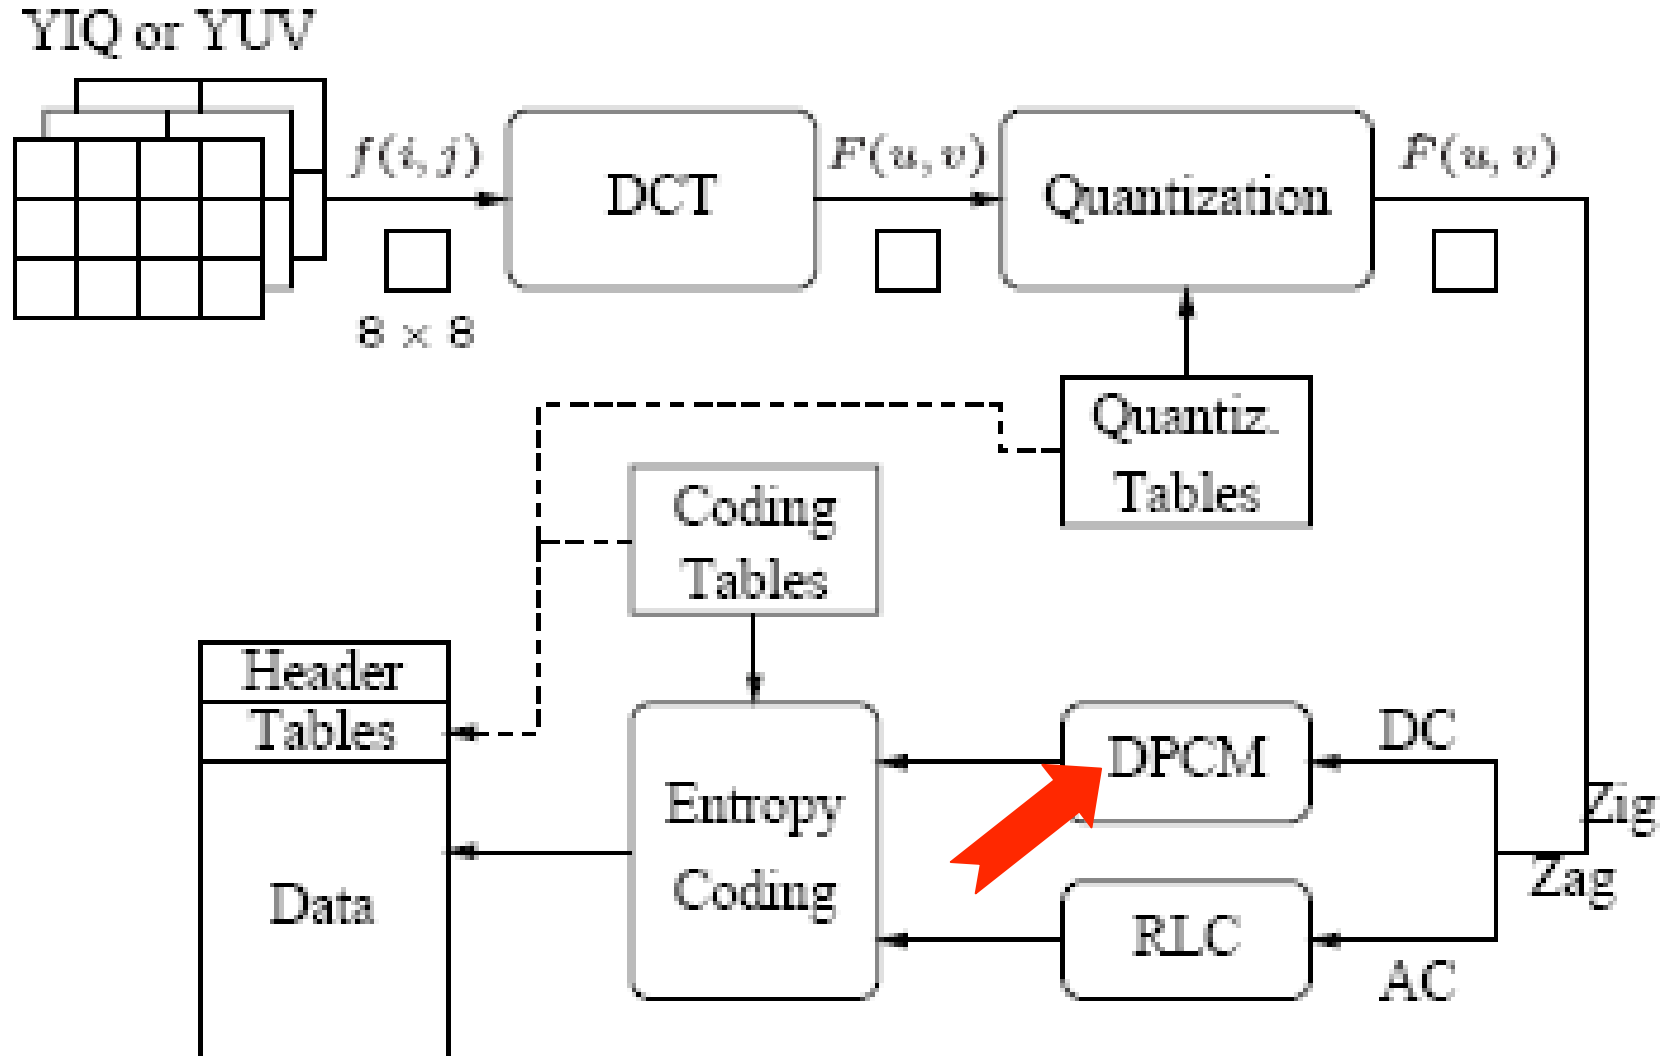 YIQ or YUV
f(i, j)
DCT
F(u, v)
Quantization
F̂(u, v)
8 × 8
Quantiz.
Tables
Coding
Tables
Header
Tables
Data
Entropy
Coding
DPCM
DC
Zig
Zag
RLC
AC